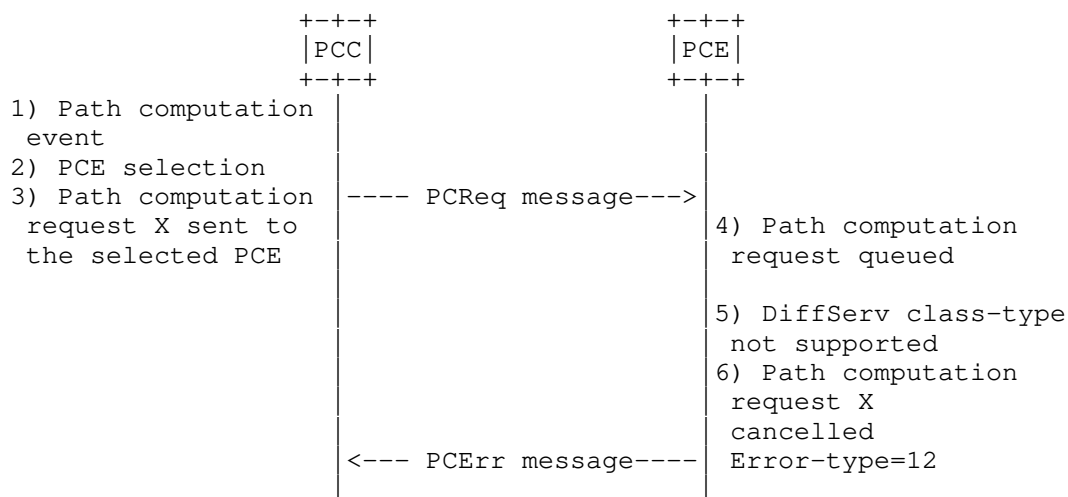 +-+-+ +-+-+
|PCC| |PCE|
+-+-+ +-+-+
1) Path computation | |
event | |
2) PCE selection | |
3) Path computation |---- PCReq message--->|
request X sent to | |4) Path computation
the selected PCE | | request queued
| |
| |5) DiffServ class-type
| | not supported
| |6) Path computation
| | request X
| | cancelled
|<--- PCErr message----| Error-type=12
| |